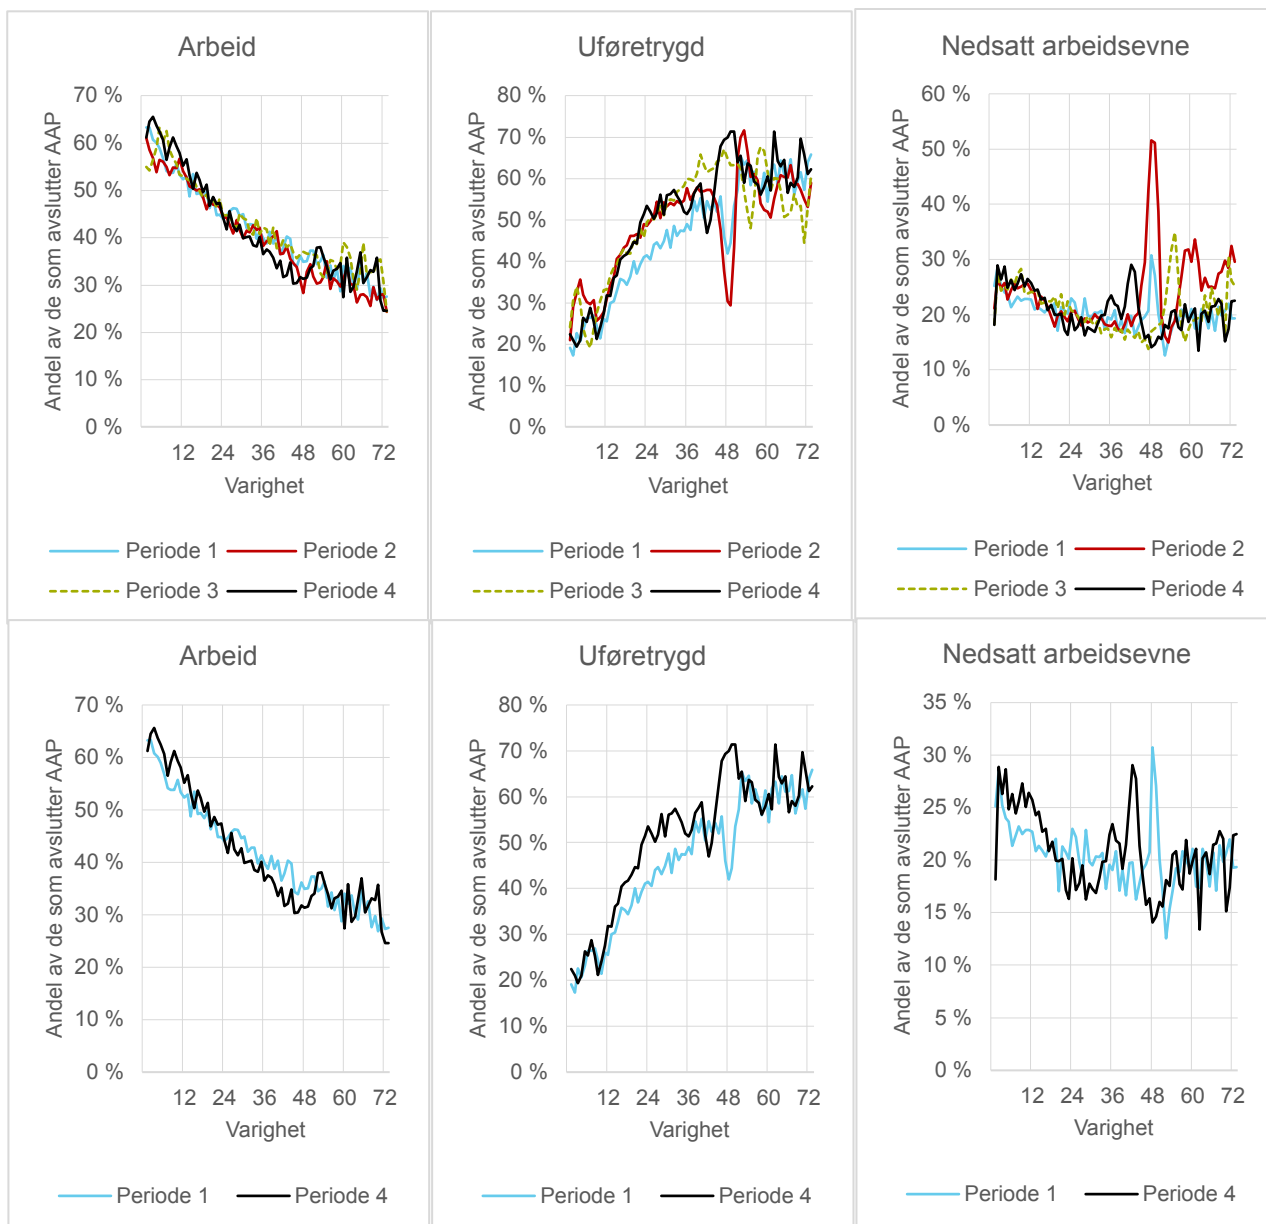 Arbeid
Andel av de som avslutter AAP
70 %
60 %
50 %
40 %
30 %
20 %
10 %
0 %
12 24 36 48 60 72
Varighet
Periode 1 Periode 2
Periode 3 Periode 4
Uføretrygd
Andel av de som avslutter AAP
80 %
70 %
60 %
50 %
40 %
30 %
20 %
10 %
0 %
12 24 36 48 60 72
Varighet
Periode 1 Periode 2
Periode 3 Periode 4
Nedsatt arbeidsevne
Andel av de som avslutter AAP
60 %
50 %
40 %
30 %
20 %
10 %
0 %
12 24 36 48 60 72
Varighet
Periode 1 Periode 2
Periode 3 Periode 4
Arbeid
Andel av de som avslutter AAP
70 %
60 %
50 %
40 %
30 %
20 %
10 %
0 %
12 24 36 48 60 72
Varighet
Periode 1 Periode 4
Uføretrygd
Andel av de som avslutter AAP
80 %
70 %
60 %
50 %
40 %
30 %
20 %
10 %
0 %
12 24 36 48 60 72
Varighet
Periode 1 Periode 4
Nedsatt arbeidsevne
Andel av de som avslutter AAP
35 %
30 %
25 %
20 %
15 %
10 %
5 %
0 %
12 24 36 48 60 72
Varighet
Periode 1 Periode 4